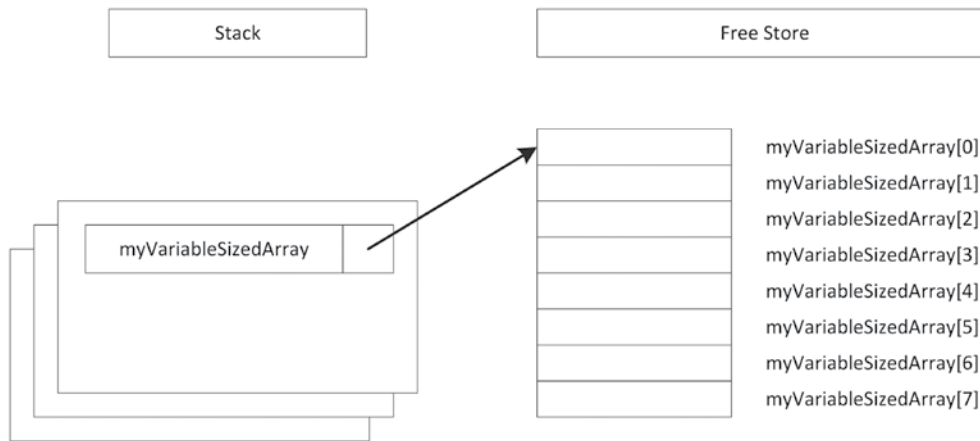 Stack
Free Store
myVariableSizedArray
myVariableSizedArray[0]
myVariableSizedArray[1]
myVariableSizedArray[2]
myVariableSizedArray[3]
myVariableSizedArray[4]
myVariableSizedArray[5]
myVariableSizedArray[6]
myVariableSizedArray[7]